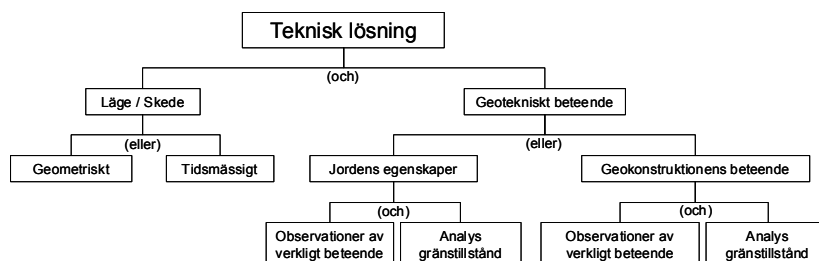 Teknisk lösning
(och)
Läge / Skede
Geotekniskt beteende
(eller)
(eller)
Geometriskt
Tidsmässigt
Jordens egenskaper
Geokonstruktionens beteende
(och)
(och)
Observationer av
verkligt beteende
Analys
gränstillstånd
Observationer av
verkligt beteende
Analys
gränstillstånd